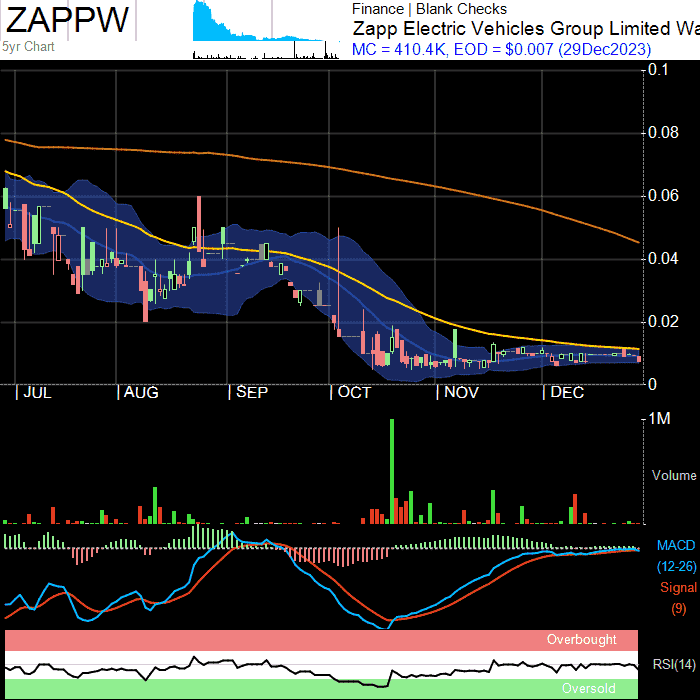 ZAPPW
5yr Chart
Finance | Blank Checks
Zapp Electric Vehicles Group Limited Wa
MC = 410.4K, EOD = $0.007 (29Dec2023)
0.1
0.08
0.06
0.04
0.02
0
JUL AUG SEP OCT NOV DEC
1M
Volume
MACD
(12-26)
Signal
(9)
Overbought
RSI(14)
Oversold